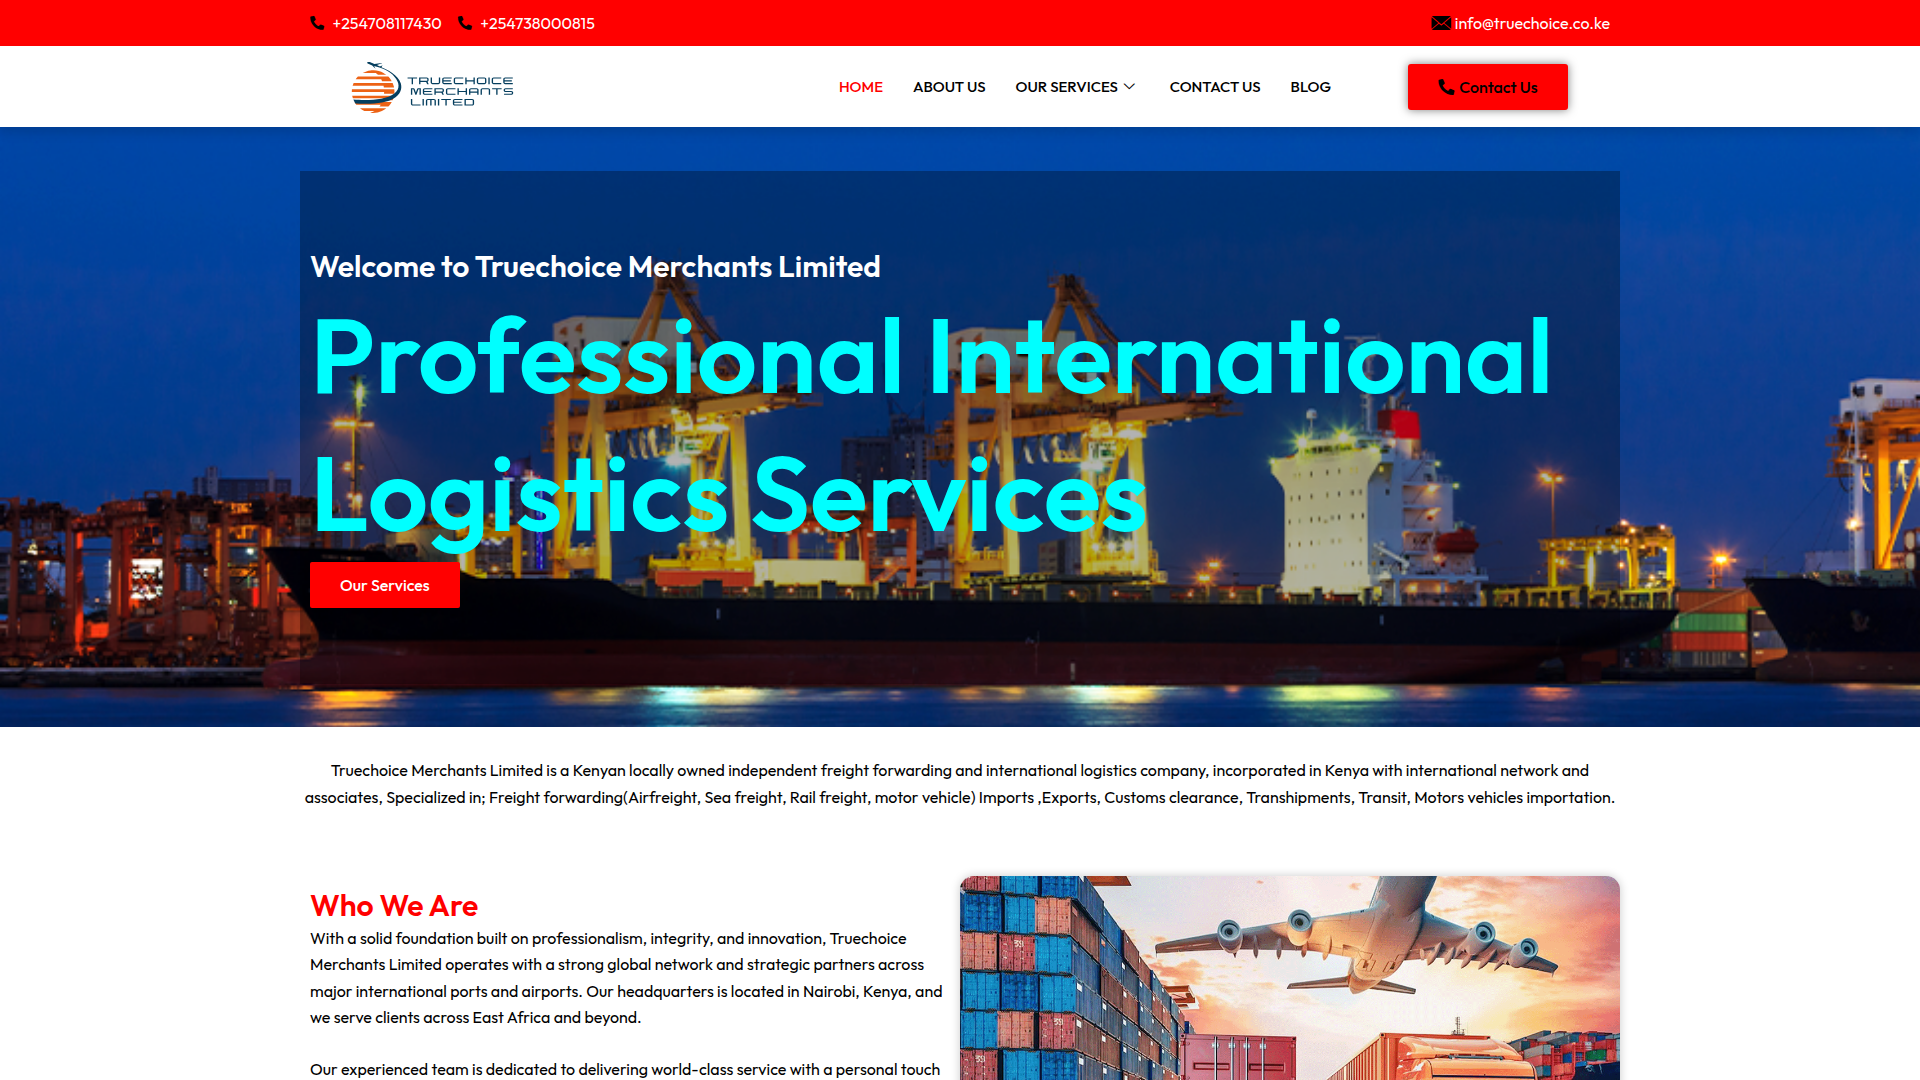 +254708117430 +254738000815 info@truechoice.co.ke
TRUECHOICE
MERCHANTS
LIMITED
HOME ABOUT US OUR SERVICES CONTACT US BLOG Contact Us
Welcome to Truechoice Merchants Limited
Professional International
Logistics Services
Our Services
Truechoice Merchants Limited is a Kenyan locally owned independent freight forwarding and international logistics company, incorporated in Kenya with international network and
associates, Specialized in; Freight forwarding(Airfreight, Sea freight, Rail freight, motor vehicle) Imports ,Exports, Customs clearance, Transhipments, Transit, Motors vehicles importation.
Who We Are
With a solid foundation built on professionalism, integrity, and innovation, Truechoice
Merchants Limited operates with a strong global network and strategic partners across
major international ports and airports. Our headquarters is located in Nairobi, Kenya, and
we serve clients across East Africa and beyond.
Our experienced team is dedicated to delivering world-class service with a personal touch